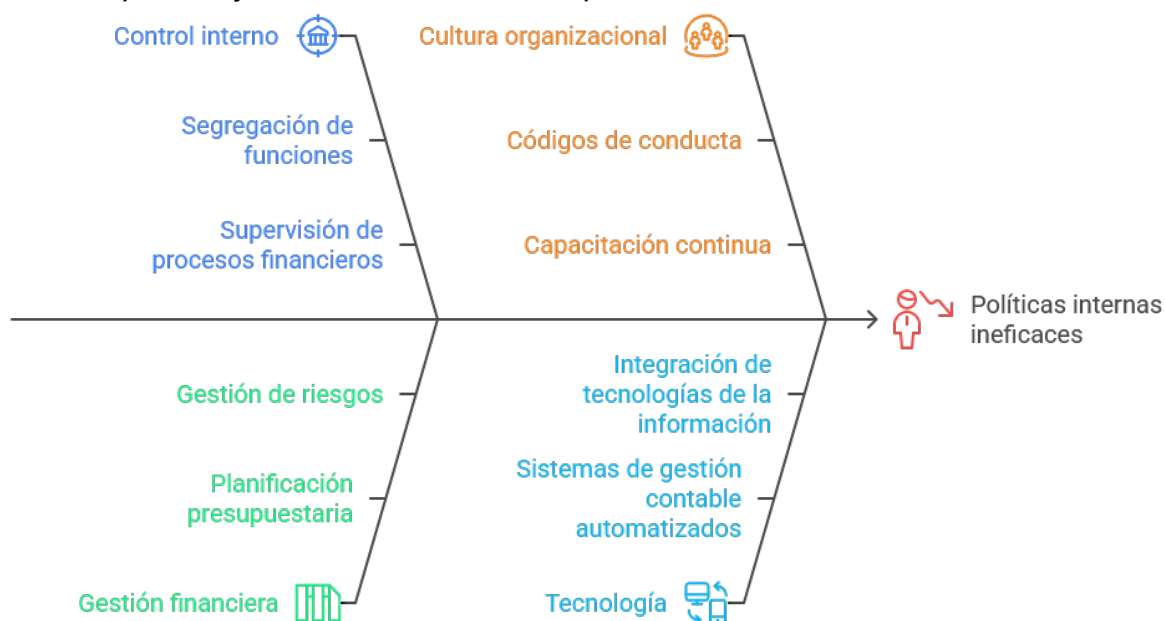 Control interno
Cultura organizacional
Segregación de
funciones
Códigos de conducta
Supervisión de
procesos financieros
Capacitación continua
Políticas internas
ineficaces
Gestión de riesgos
Integración de
tecnologías de la
información
Planificación
presupuestaria
Sistemas de gestión
contable
automatizados
Gestión financiera
Tecnología